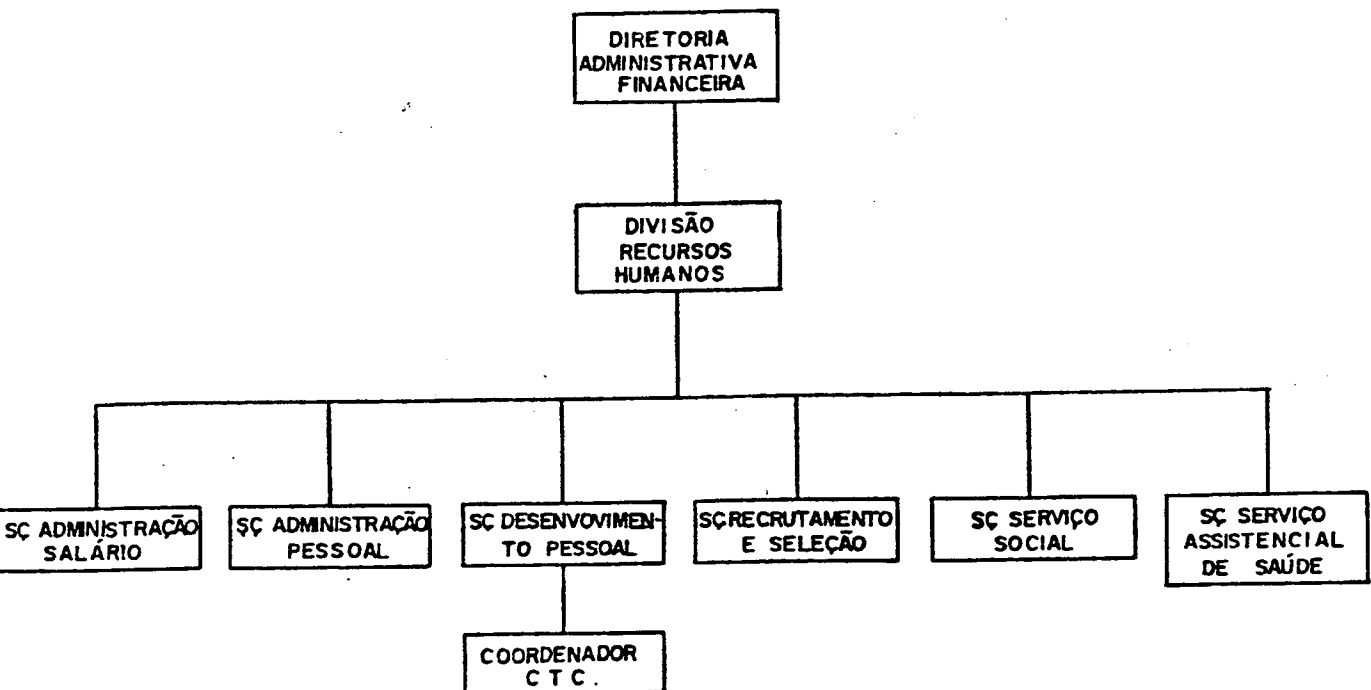 DIRETORIA
ADMINISTRATIVA
FINANCEIRA
DIVISÃO
RECURSOS
HUMANOS
SÇ ADMINISTRAÇÃO
SALÁRIO
SÇ ADMINISTRAÇÃO
PESSOAL
SÇ DESENVOVIMEN-
TO PESSOAL
SÇ RECRUTAMENTO
E SELEÇÃO
SÇ SERVIÇO
SOCIAL
SÇ SERVIÇO
ASSISTENCIAL
DE SAÚDE
COORDENADOR
C T C.